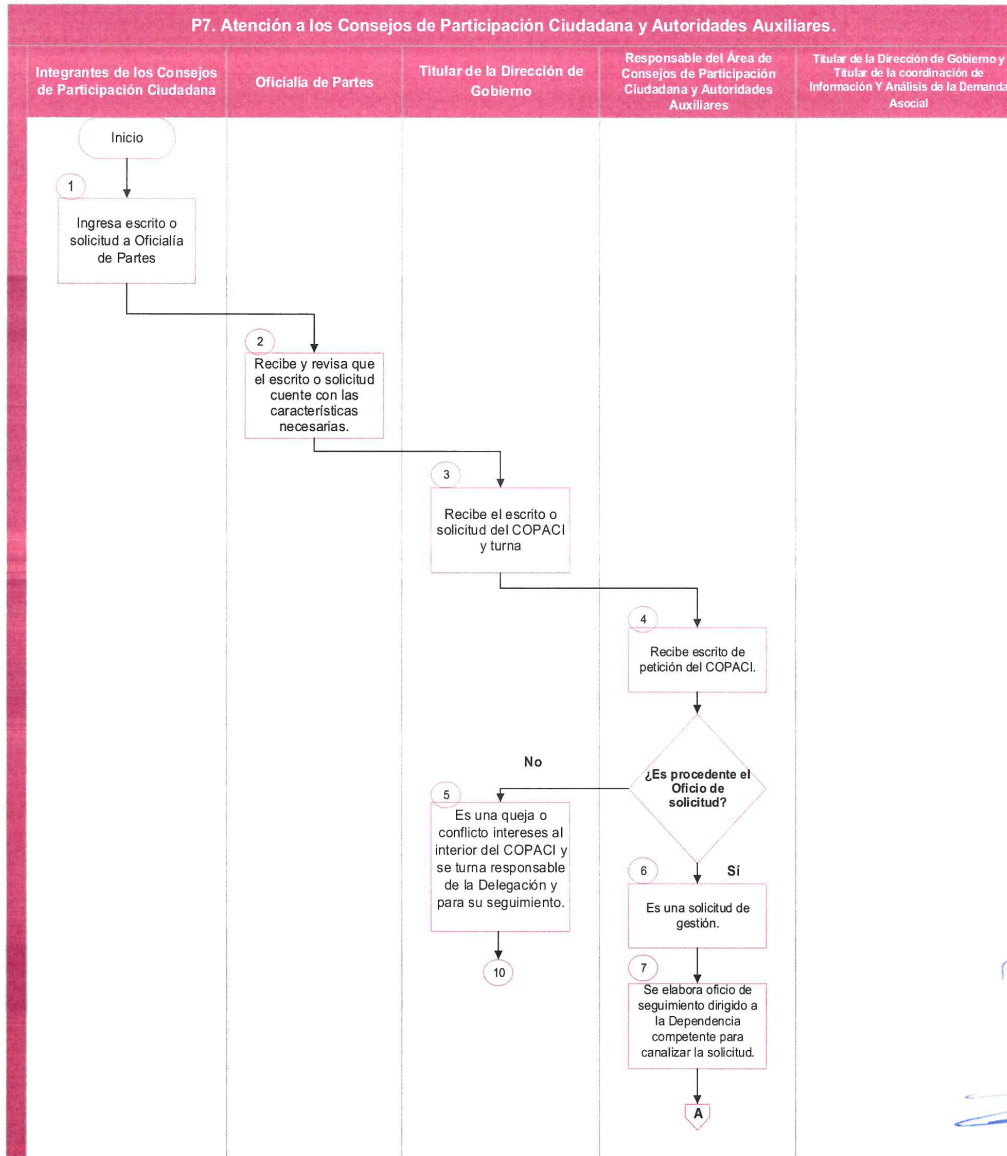 P7. Atención a los Consejos de Participación Ciudadana y Autoridades Auxiliares.
Integrantes de los Consejos
de Participación Ciudadana
Oficialía de Partes
Titular de la Dirección de
Gobierno
Responsable del Área de
Consejos de Participación
Ciudadana y Autoridades
Auxiliares
Titular de la Dirección de Gobierno y
Titular de la coordinación de
Información Y Análisis de la Demanda
Asocial
Inicio
1
Ingresa escrito o
solicitud a Oficialía
de Partes
2
Recibe y revisa que
el escrito o solicitud
cuente con las
características
necesarias.
3
Recibe el escrito o
solicitud del COPACI
y turna
4
Recibe escrito de
petición del COPACI.
¿Es procedente el
Oficio de
solicitud?
No
5
Es una queja o
conflicto intereses al
interior del COPACI y
se turna responsable
de la Delegación y
para su seguimiento.
10
Sí
6
Es una solicitud de
gestión.
7
Se elabora oficio de
seguimiento dirigido a
la Dependencia
competente para
canalizar la solicitud.
A